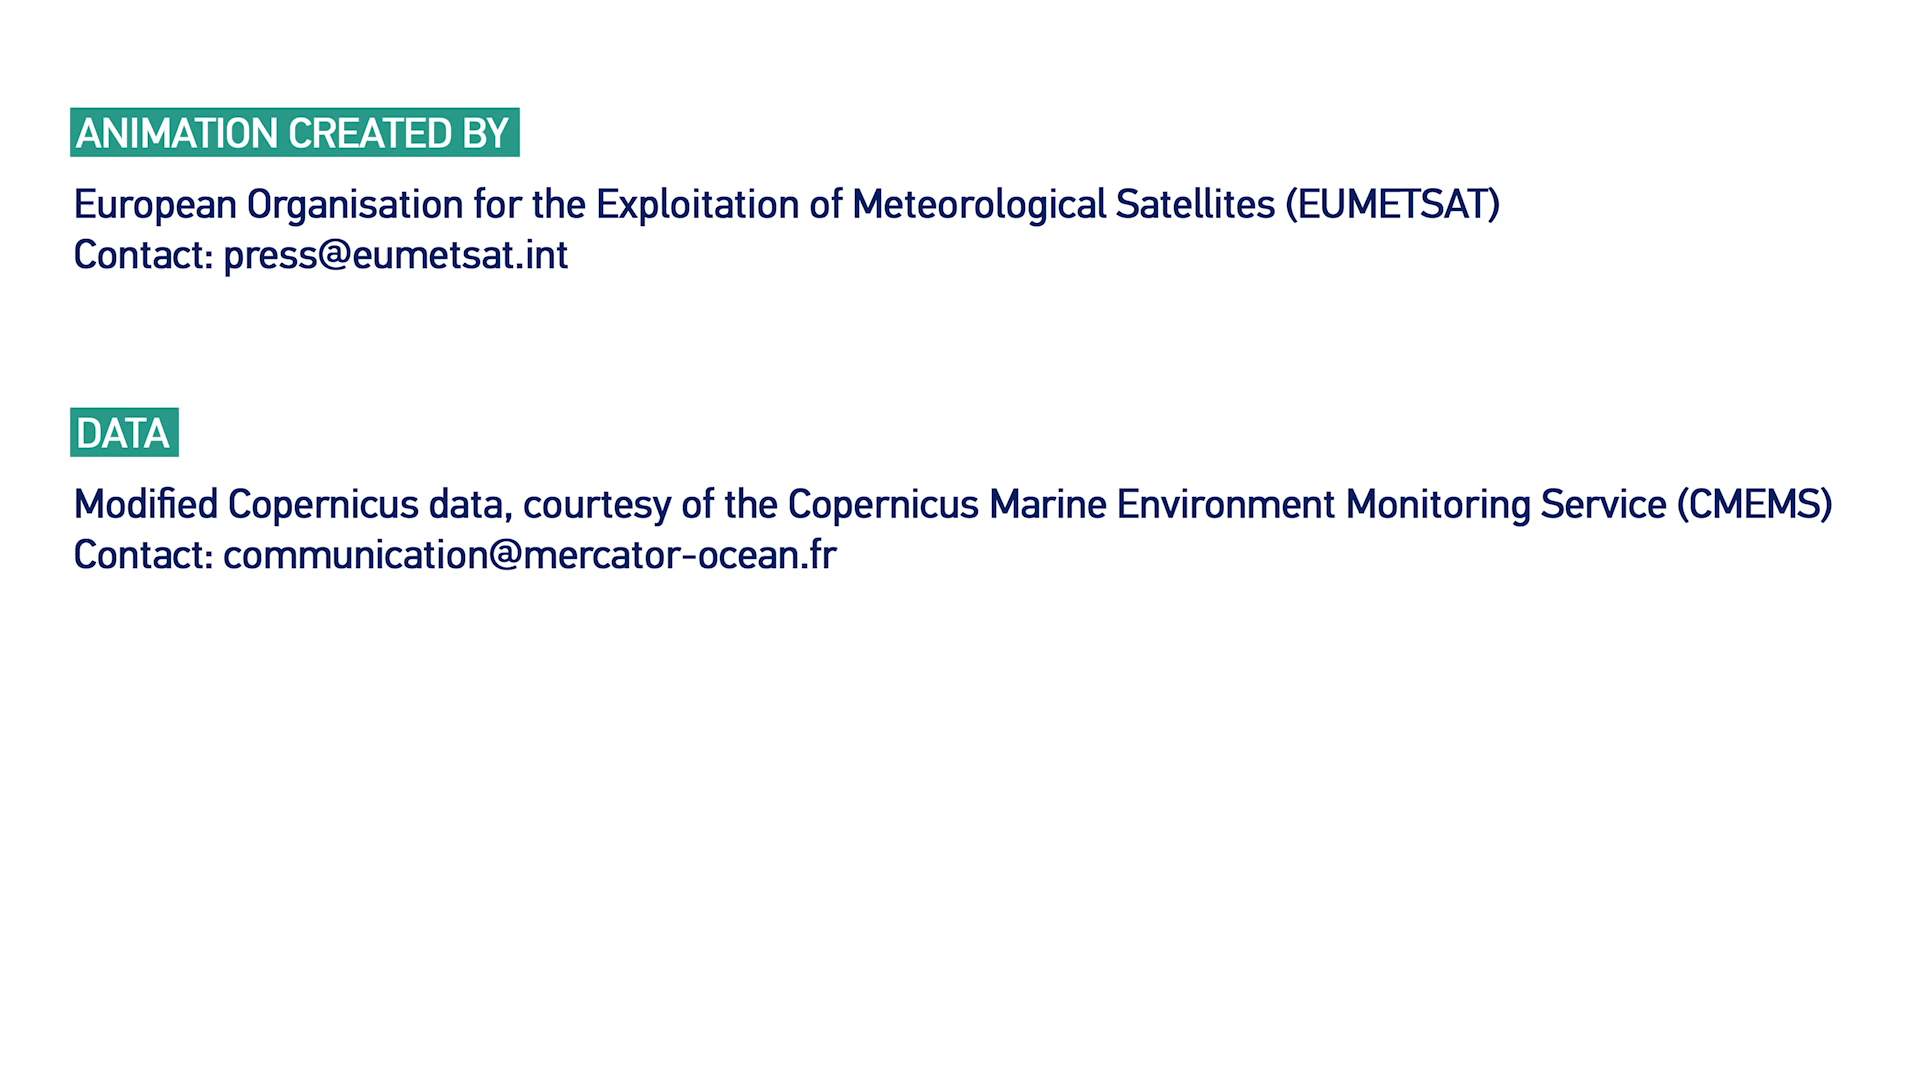 ANIMATION CREATED BY
European Organisation for the Exploitation of Meteorological Satellites (EUMETSAT)
Contact: press@eumetsat.int
DATA
Modified Copernicus data, courtesy of the Copernicus Marine Environment Monitoring Service (CMEMS)
Contact: communication@mercator-ocean.fr